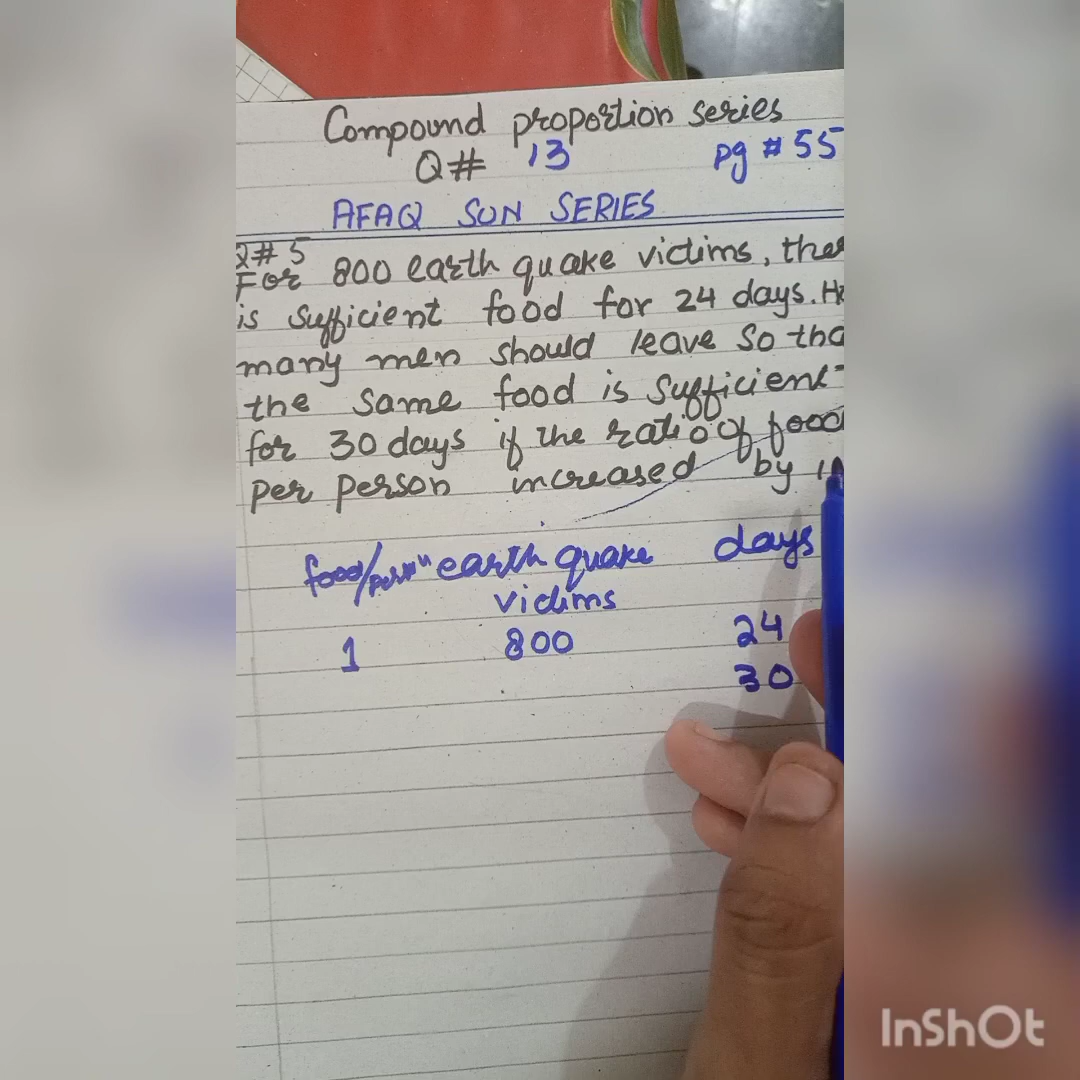 Compound proportion series
Q# 13 pg # 55
AFAQ SUN SERIES
Q# 5
For 800 earth quake victims, ther
is sufficient food for 24 days. Ho
many men should leave so tha
the same food is sufficient
for 30 days if the ratio of food
per person increased by
food/ earth quake days
victims
1 800 24
30
InShOt